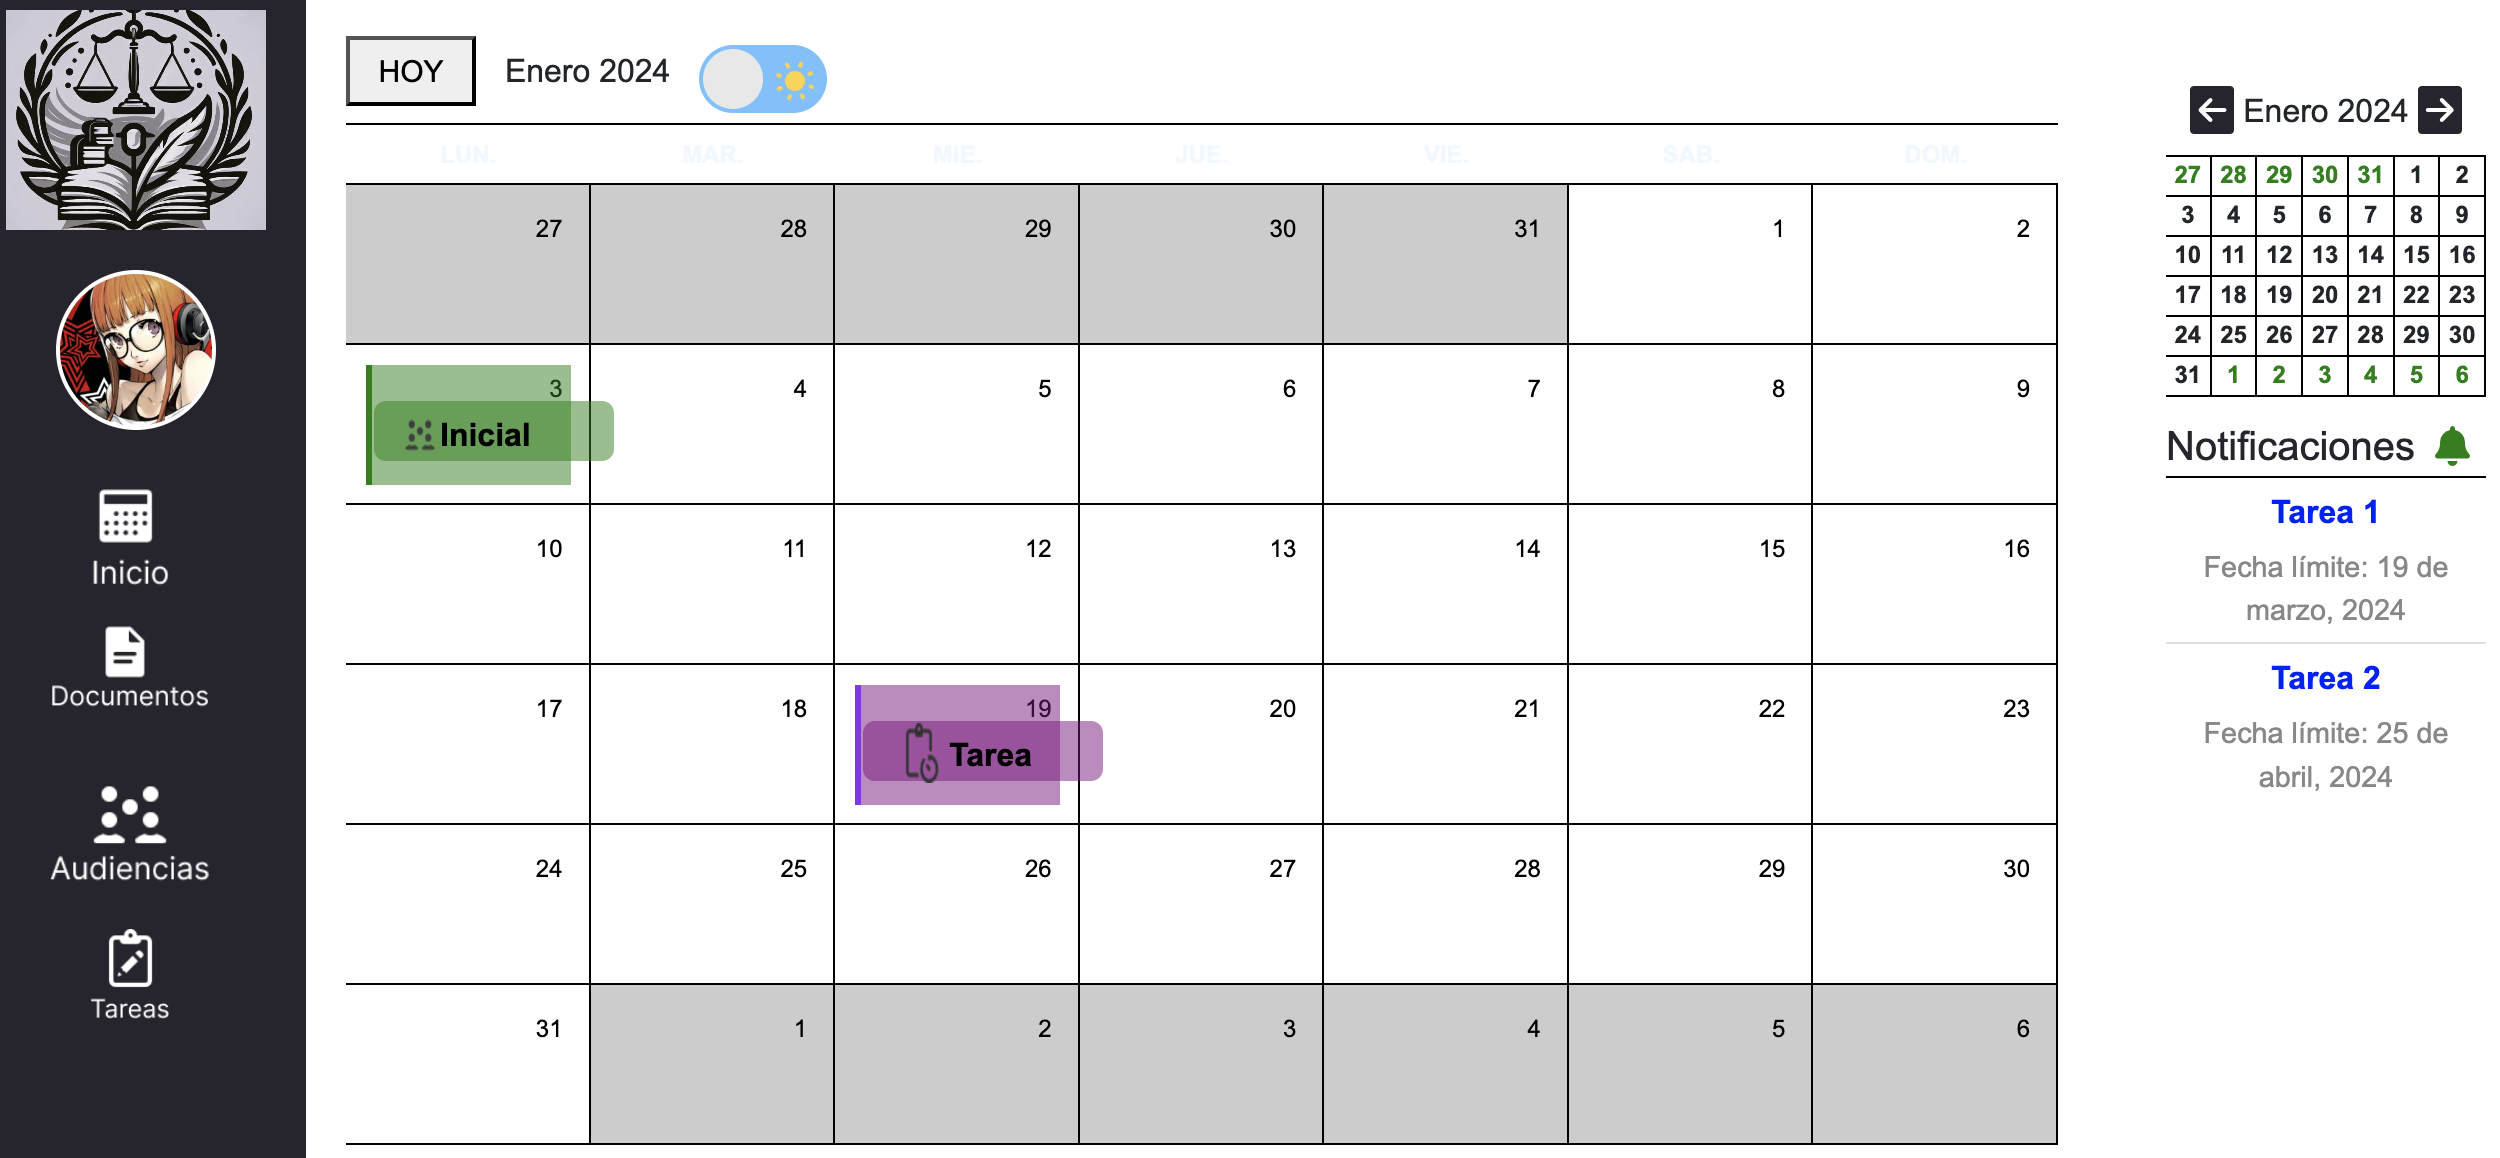 HOY Enero 2024
LUN. MAR. MIE. JUE. VIE. SAB. DOM.
27 28 29 30 31 1 2
3 4 5 6 7 8 9
Inicial
10 11 12 13 14 15 16
17 18 19 20 21 22 23
Tarea
24 25 26 27 28 29 30
31 1 2 3 4 5 6
Inicio
Documentos
Audiencias
Tareas
Enero 2024
27 28 29 30 31 1 2
3 4 5 6 7 8 9
10 11 12 13 14 15 16
17 18 19 20 21 22 23
24 25 26 27 28 29 30
31 1 2 3 4 5 6
Notificaciones
Tarea 1
Fecha límite: 19 de
marzo, 2024
Tarea 2
Fecha límite: 25 de
abril, 2024